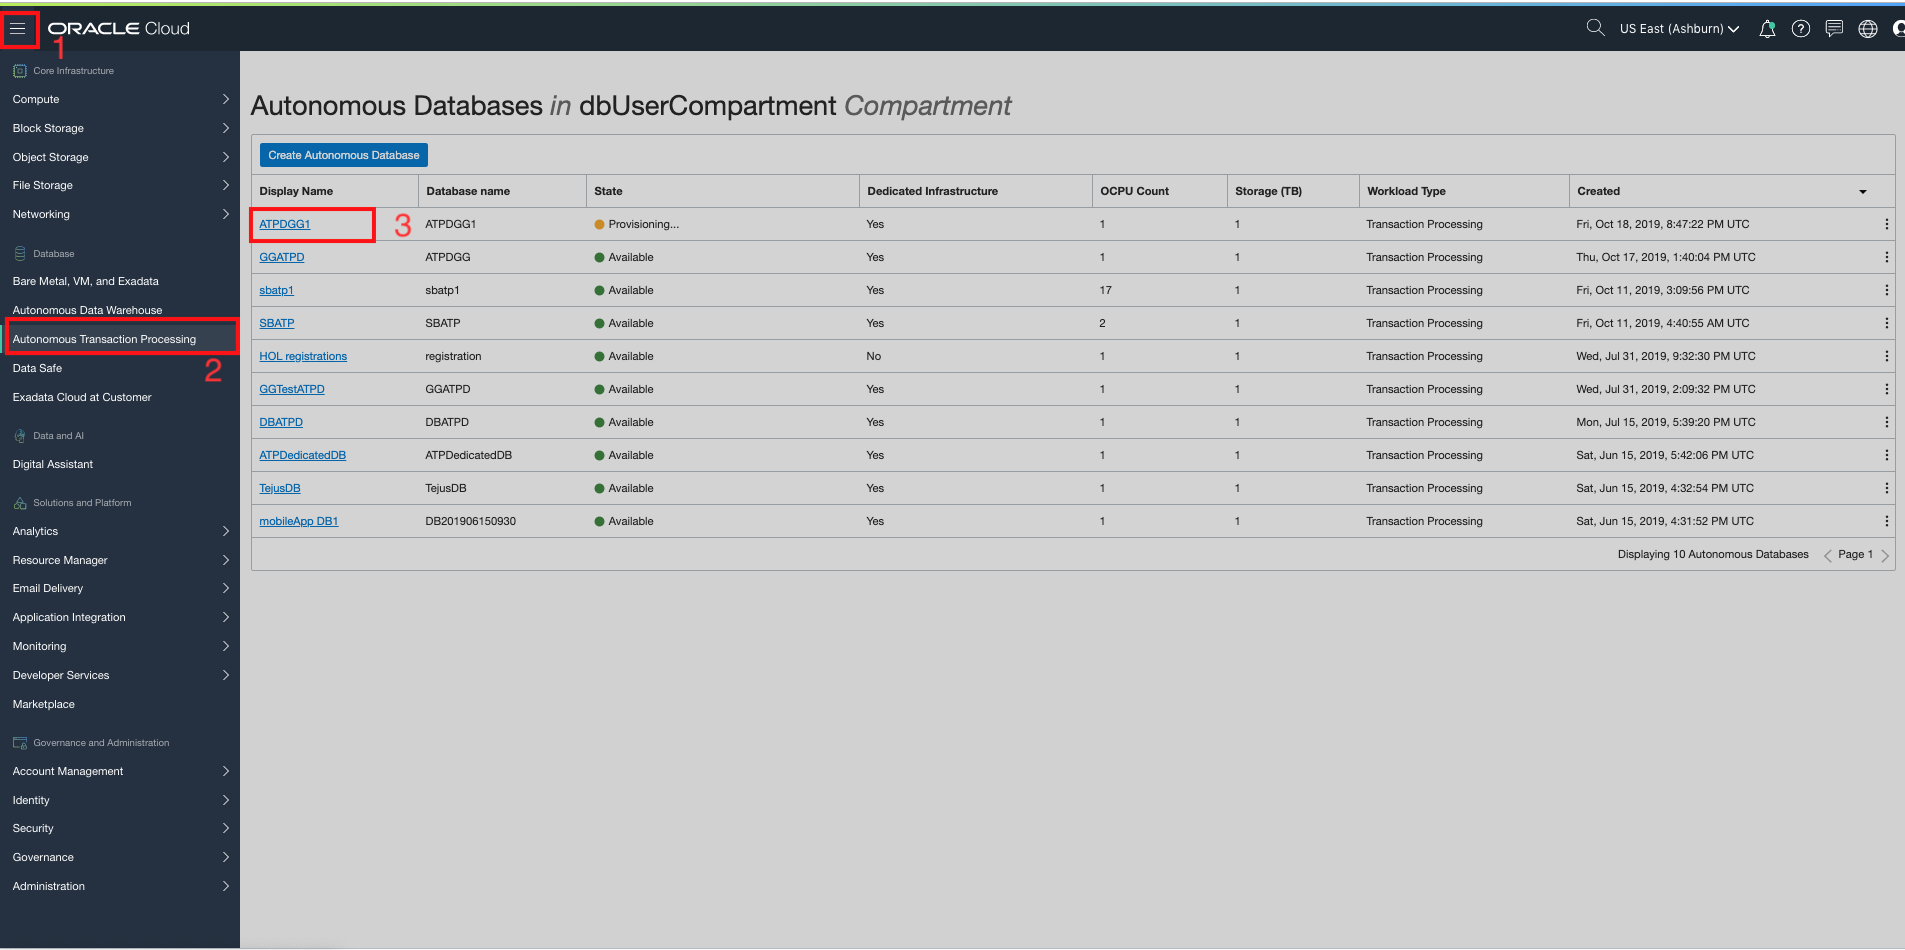 ORACLE Cloud
US East (Ashburn)
1
Core Infrastructure
Compute
Block Storage
Object Storage
File Storage
Networking
Database
Bare Metal, VM, and Exadata
Autonomous Data Warehouse
Autonomous Transaction Processing
2
Data Safe
Exadata Cloud at Customer
Data and AI
Digital Assistant
Solutions and Platform
Analytics
Resource Manager
Email Delivery
Application Integration
Monitoring
Developer Services
Marketplace
Governance and Administration
Account Management
Identity
Security
Governance
Administration
Autonomous Databases in dbUserCompartment Compartment
Create Autonomous Database
Display Name Database name State Dedicated Infrastructure OCPU Count Storage (TB) Workload Type Created
ATPDGG1 3 ATPDGG1 Provisioning... Yes 1 1 Transaction Processing Fri, Oct 18, 2019, 8:47:22 PM UTC
GGATPD ATPDGG Available Yes 1 1 Transaction Processing Thu, Oct 17, 2019, 1:40:04 PM UTC
sbatp1 sbatp1 Available Yes 17 1 Transaction Processing Fri, Oct 11, 2019, 3:09:56 PM UTC
SBATP SBATP Available Yes 2 1 Transaction Processing Fri, Oct 11, 2019, 4:40:55 AM UTC
HOL registrations registration Available No 1 1 Transaction Processing Wed, Jul 31, 2019, 9:32:30 PM UTC
GGTestATPD GGATPD Available Yes 1 1 Transaction Processing Wed, Jul 31, 2019, 2:09:32 PM UTC
DBATPD DBATPD Available Yes 1 1 Transaction Processing Mon, Jul 15, 2019, 5:39:20 PM UTC
ATPDedicatedDB ATPDedicatedDB Available Yes 1 1 Transaction Processing Sat, Jun 15, 2019, 5:42:06 PM UTC
TejusDB TejusDB Available Yes 1 1 Transaction Processing Sat, Jun 15, 2019, 4:32:54 PM UTC
mobileApp DB1 DB201906150930 Available Yes 1 1 Transaction Processing Sat, Jun 15, 2019, 4:31:52 PM UTC
Displaying 10 Autonomous Databases Page 1